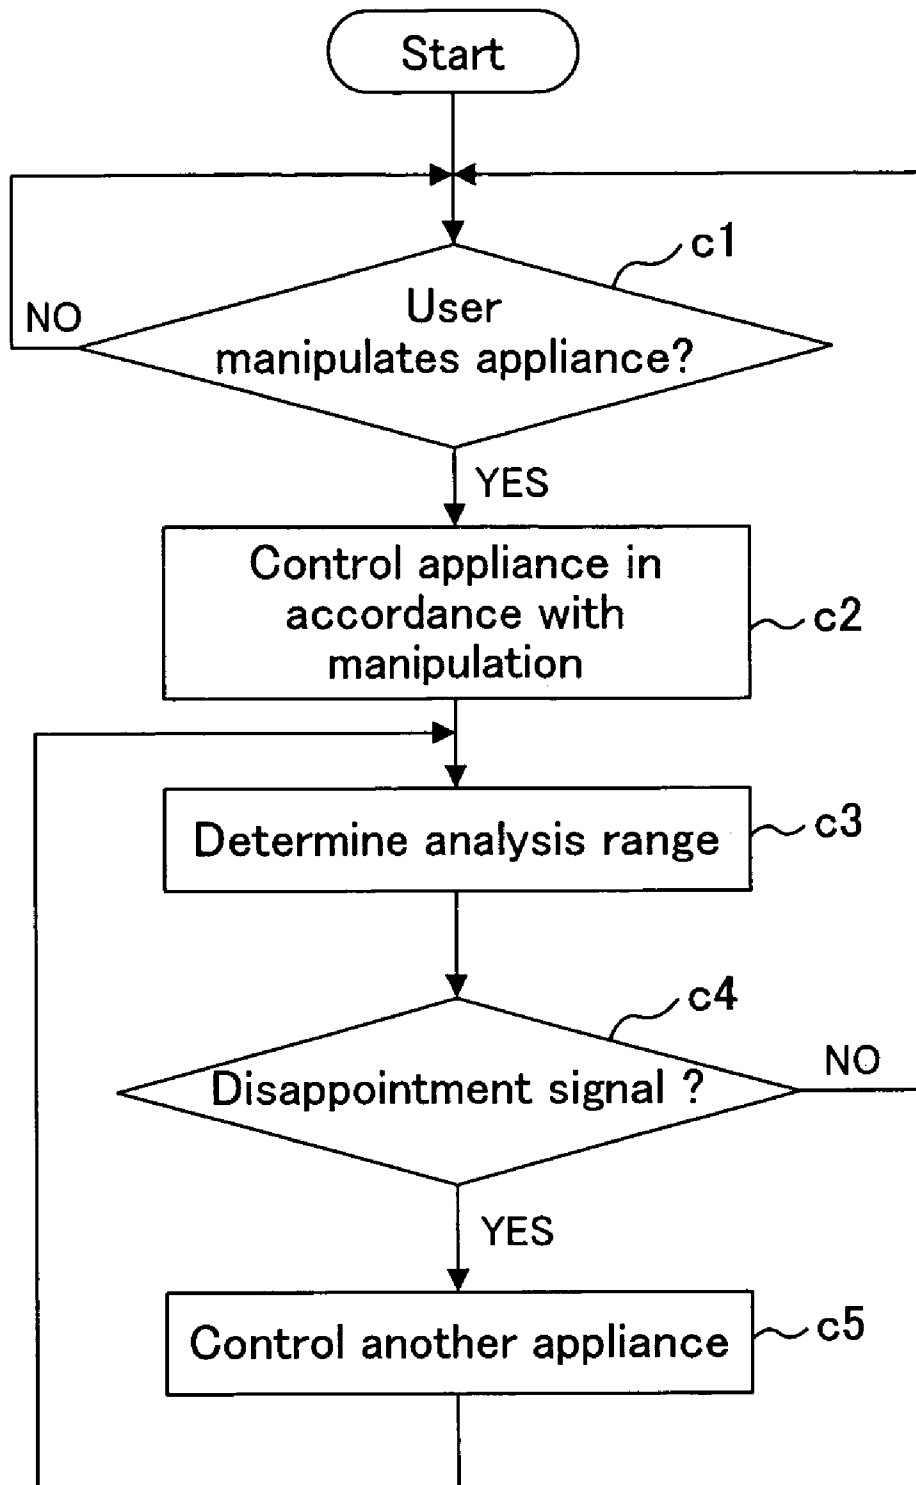 Start
c1
NO
User
manipulates appliance?
YES
Control appliance in
accordance with
manipulation
c2
Determine analysis range
c3
c4
NO
Disappointment signal ?
YES
Control another appliance
c5